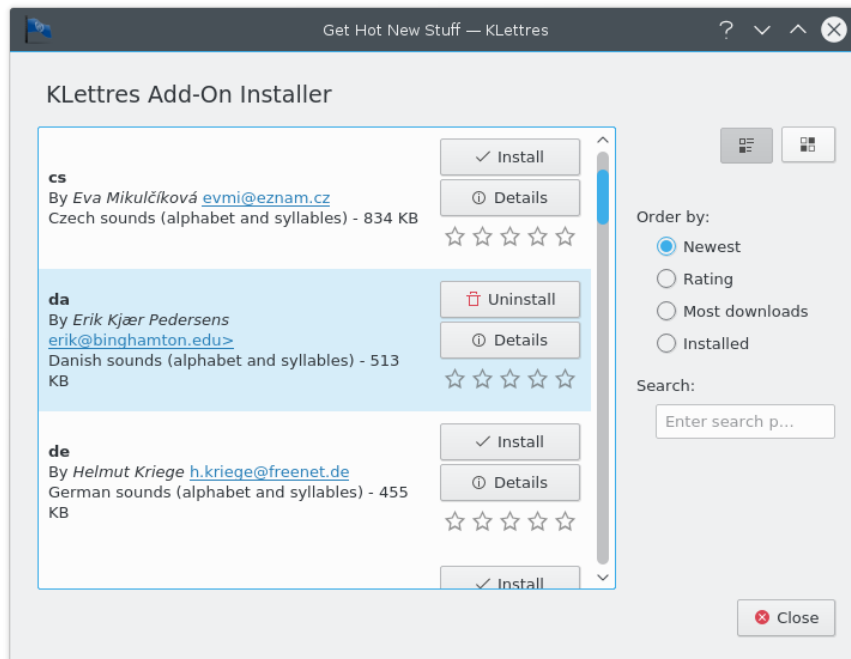 Get Hot New Stuff — KLettres
KLettres Add-On Installer
cs
By Eva Mikulčíková evmi@eznam.cz
Czech sounds (alphabet and syllables) - 834 KB
Install
Details
da
By Erik Kjær Pedersens
erik@binghamton.edu>
Danish sounds (alphabet and syllables) - 513
KB
Uninstall
Details
de
By Helmut Kriege h.kriege@freenet.de
German sounds (alphabet and syllables) - 455
KB
Install
Details
Install
Order by:
Newest
Rating
Most downloads
Installed
Search:
Enter search p...
Close